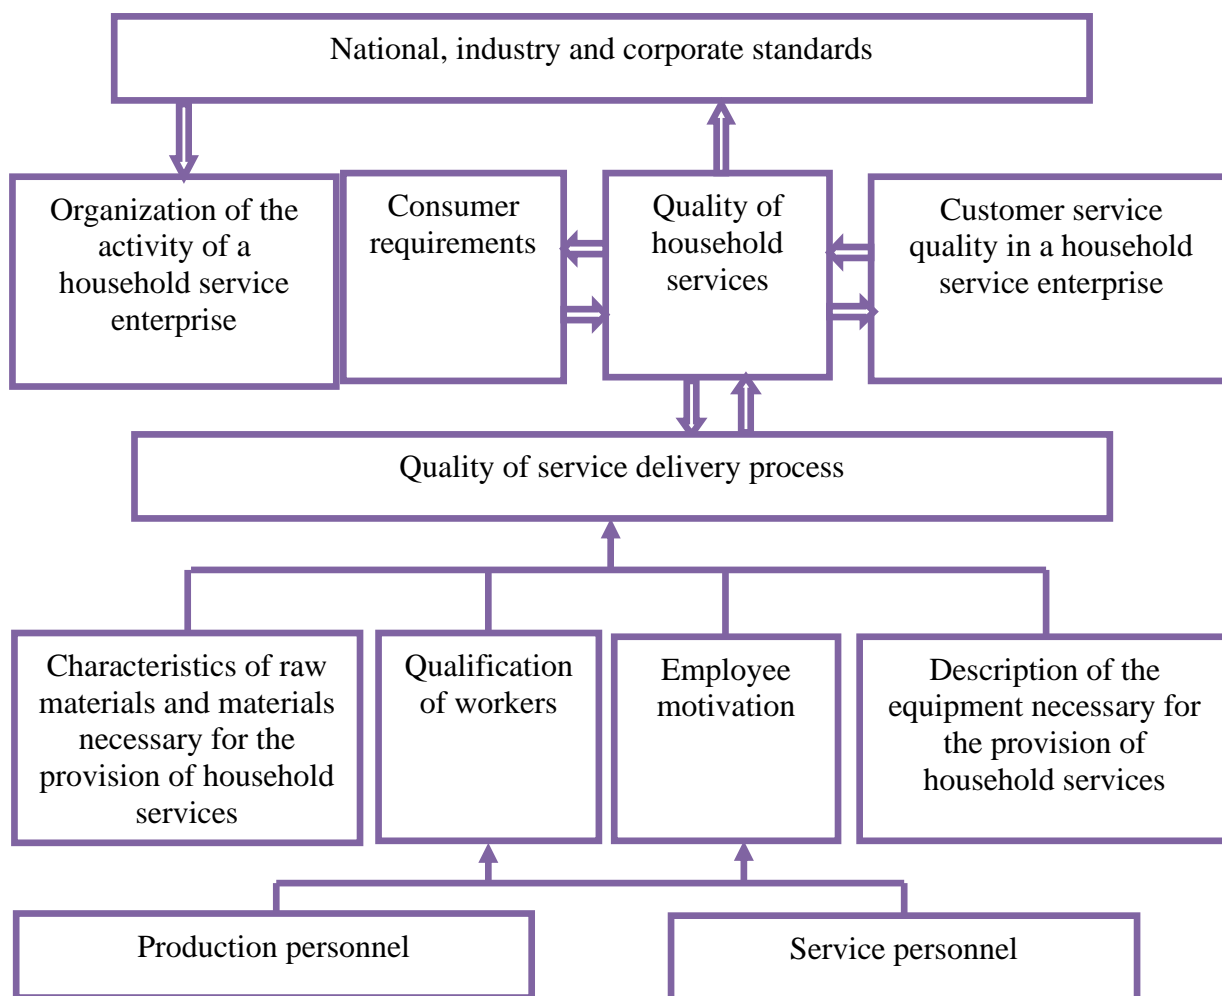 National, industry and corporate standards
Organization of the
activity of a
household service
enterprise
Consumer
requirements
Quality of
household
services
Customer service
quality in a household
service enterprise
Quality of service delivery process
Characteristics of raw
materials and materials
necessary for the
provision of household
services
Qualification
of workers
Employee
motivation
Description of the
equipment necessary for
the provision of
household services
Production personnel
Service personnel